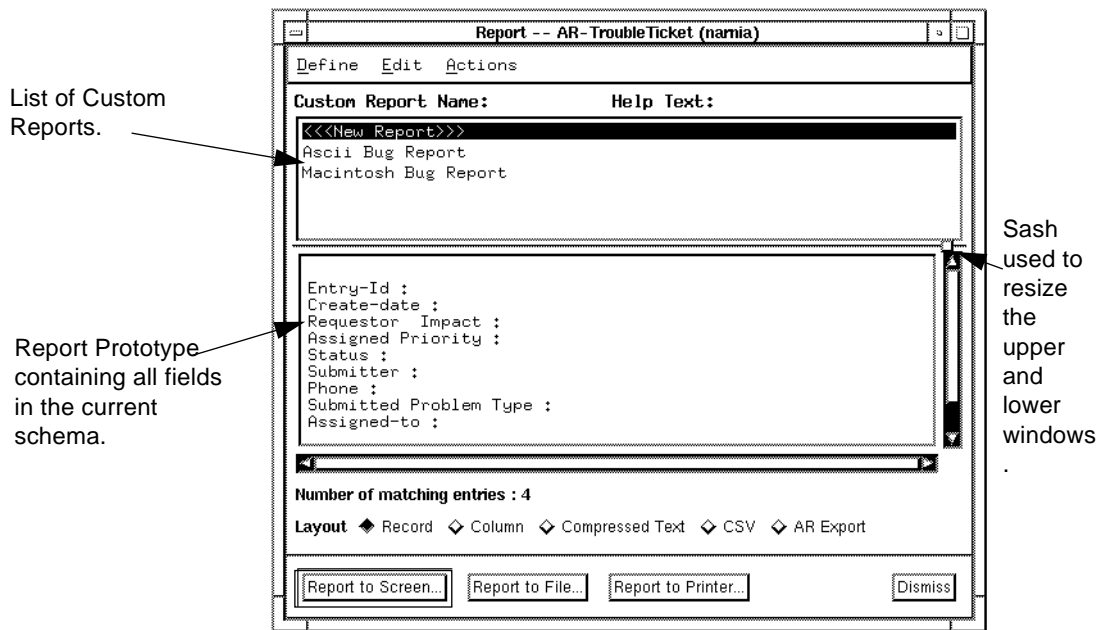 Report -- AR-TroubleTicket (narnia)
Define Edit Actions
Custom Report Name: Help Text:
<<<New Report>>>
Ascii Bug Report
Macintosh Bug Report
List of Custom
Reports.
Sash
used to
resize
the
upper
and
lower
windows
.
Entry-Id :
Create-date :
Requestor  Impact :
Assigned Priority :
Status :
Submitter :
Phone :
Submitted Problem Type :
Assigned-to :
Report Prototype
containing all fields
in the current
schema.
Number of matching entries : 4
Layout Record Column Compressed Text CSV AR Export
Report to Screen... Report to File... Report to Printer... Dismiss